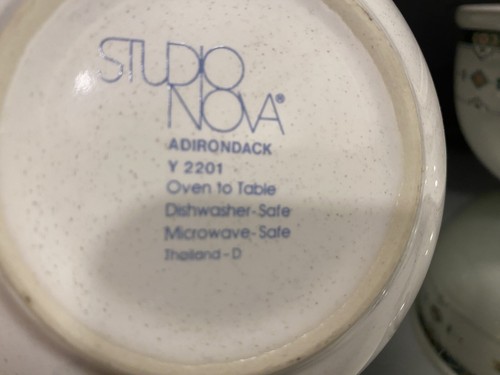 STUDIO
NOVA®
ADIRONDACK
Y 2201
Oven to Table
Dishwasher-Safe
Microwave-Safe
Thailand-D